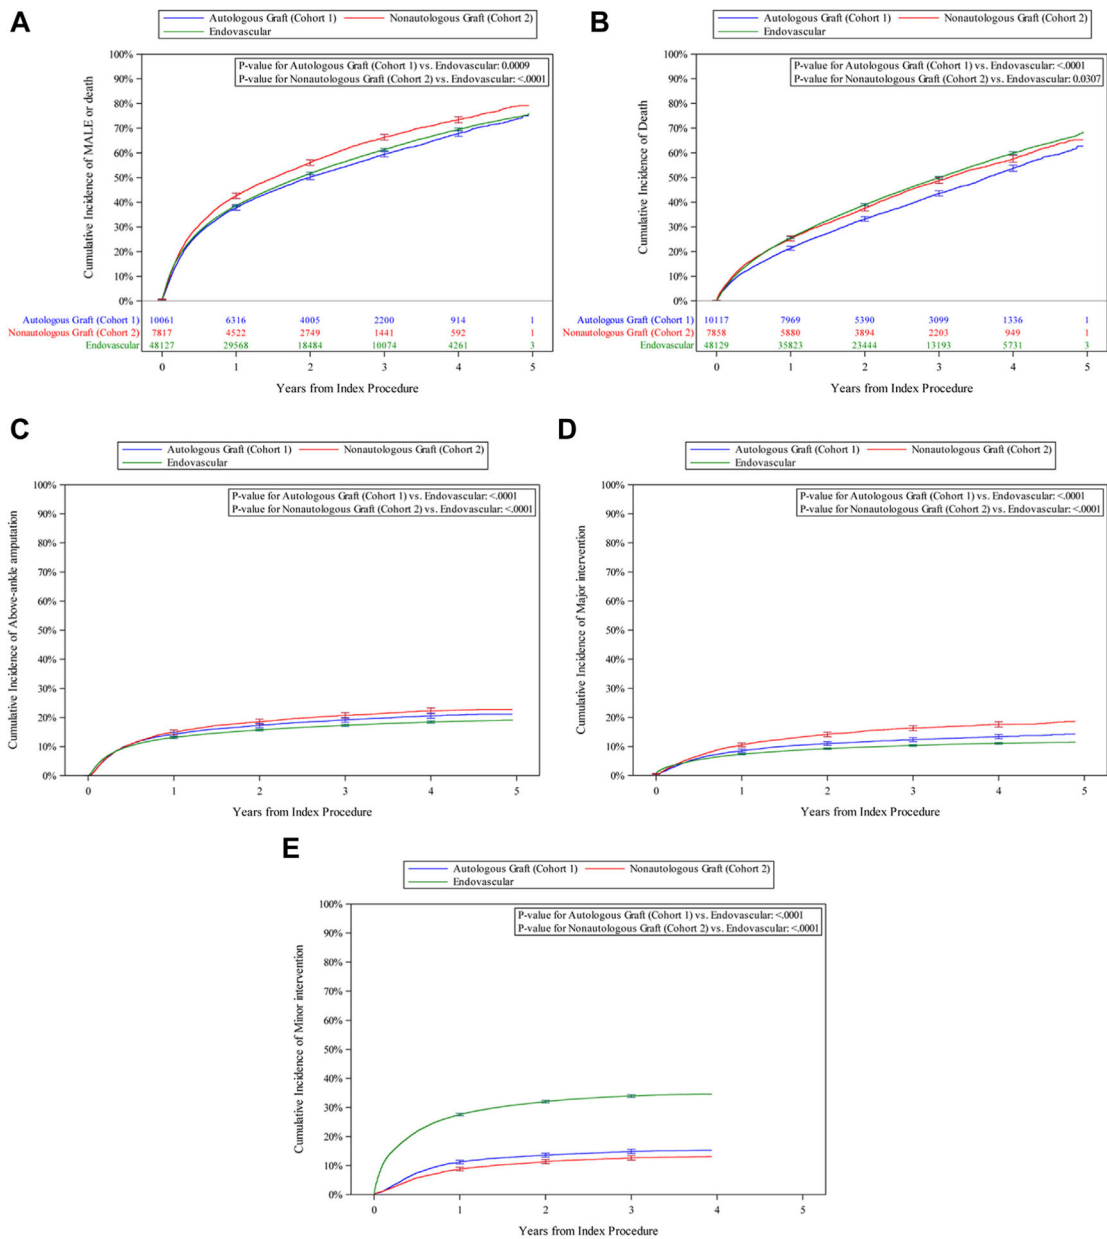 A
Autologous Graft (Cohort 1)
Nonautologous Graft (Cohort 2)
Endovascular
P-value for Autologous Graft (Cohort 1) vs. Endovascular: 0.0009
P-value for Nonautologous Graft (Cohort 2) vs. Endovascular: <.0001
Cumulative Incidence of MALE or death
100%
90%
80%
70%
60%
50%
40%
30%
20%
10%
0%
Autologous Graft (Cohort 1) 10061 6316 4005 2200 914 1
Nonautologous Graft (Cohort 2) 7817 4522 2749 1441 592 1
Endovascular 48127 29568 18484 10074 4261 3
0 1 2 3 4 5
Years from Index Procedure
B
Autologous Graft (Cohort 1)
Nonautologous Graft (Cohort 2)
Endovascular
P-value for Autologous Graft (Cohort 1) vs. Endovascular: <.0001
P-value for Nonautologous Graft (Cohort 2) vs. Endovascular: 0.0307
Cumulative Incidence of Death
100%
90%
80%
70%
60%
50%
40%
30%
20%
10%
0%
Autologous Graft (Cohort 1) 10117 7969 5390 3099 1336 1
Nonautologous Graft (Cohort 2) 7858 5880 3894 2203 949 1
Endovascular 48129 35823 23444 13193 5731 3
0 1 2 3 4 5
Years from Index Procedure
C
Autologous Graft (Cohort 1)
Nonautologous Graft (Cohort 2)
Endovascular
P-value for Autologous Graft (Cohort 1) vs. Endovascular: <.0001
P-value for Nonautologous Graft (Cohort 2) vs. Endovascular: <.0001
Cumulative Incidence of Above-ankle amputation
100%
90%
80%
70%
60%
50%
40%
30%
20%
10%
0%
0 1 2 3 4 5
Years from Index Procedure
D
Autologous Graft (Cohort 1)
Nonautologous Graft (Cohort 2)
Endovascular
P-value for Autologous Graft (Cohort 1) vs. Endovascular: <.0001
P-value for Nonautologous Graft (Cohort 2) vs. Endovascular: <.0001
Cumulative Incidence of Major intervention
100%
90%
80%
70%
60%
50%
40%
30%
20%
10%
0%
0 1 2 3 4 5
Years from Index Procedure
E
Autologous Graft (Cohort 1)
Nonautologous Graft (Cohort 2)
Endovascular
P-value for Autologous Graft (Cohort 1) vs. Endovascular: <.0001
P-value for Nonautologous Graft (Cohort 2) vs. Endovascular: <.0001
Cumulative Incidence of Minor intervention
100%
90%
80%
70%
60%
50%
40%
30%
20%
10%
0%
0 1 2 3 4 5
Years from Index Procedure